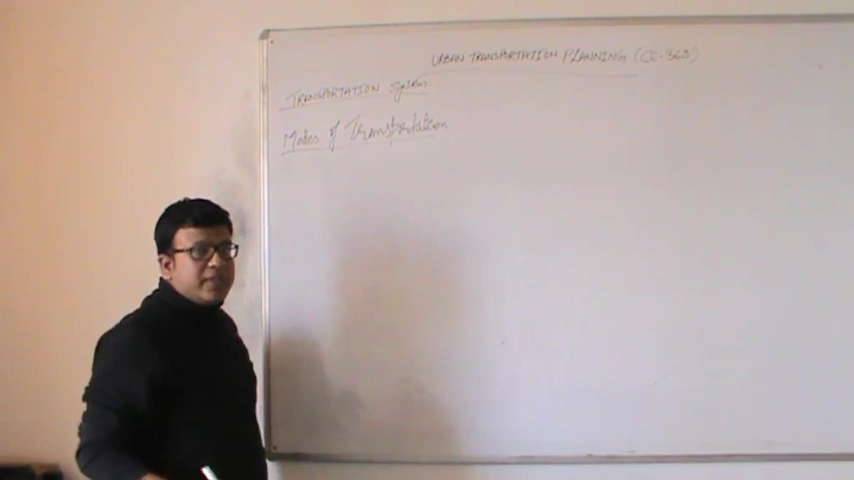 URBAN TRANSPORTATION PLANNING (CE-363)
TRANSPORTATION system
Modes of Transportation